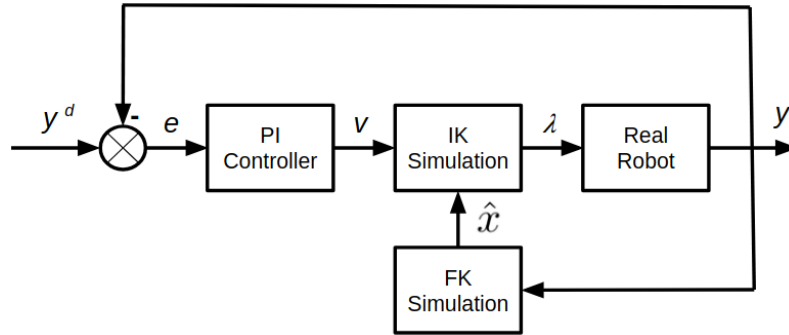 -
y d
e
PI
Controller
v
IK
Simulation
λ
Real
Robot
y
x̂
FK
Simulation